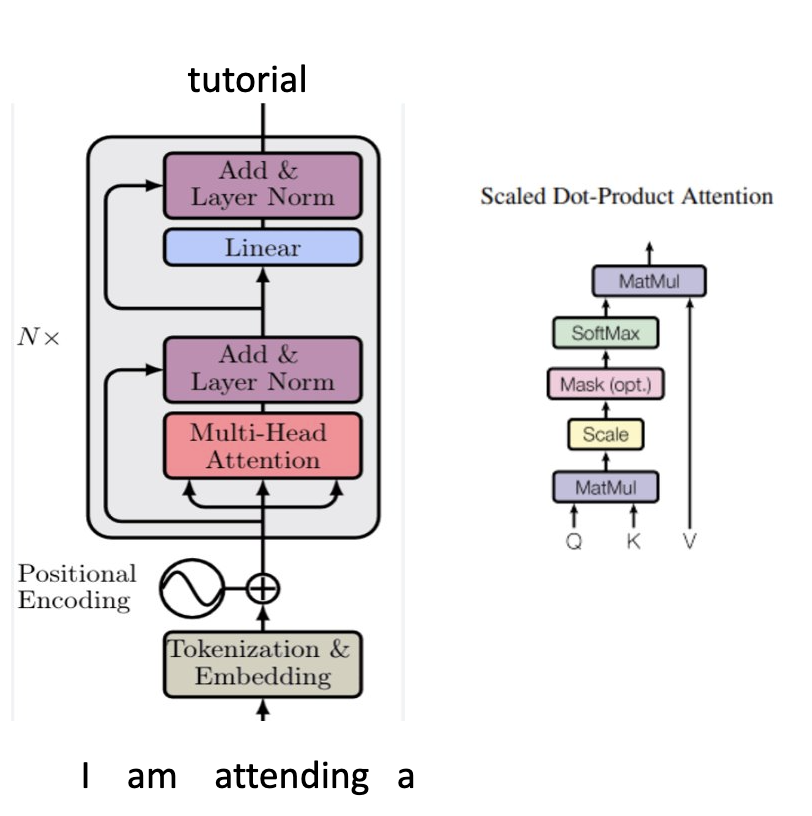 tutorial
Add &
Layer Norm
Linear
N×
Add &
Layer Norm
Multi-Head
Attention
Positional
Encoding
Tokenization &
Embedding
I am attending a
Scaled Dot-Product Attention
MatMul
SoftMax
Mask (opt.)
Scale
MatMul
Q K V